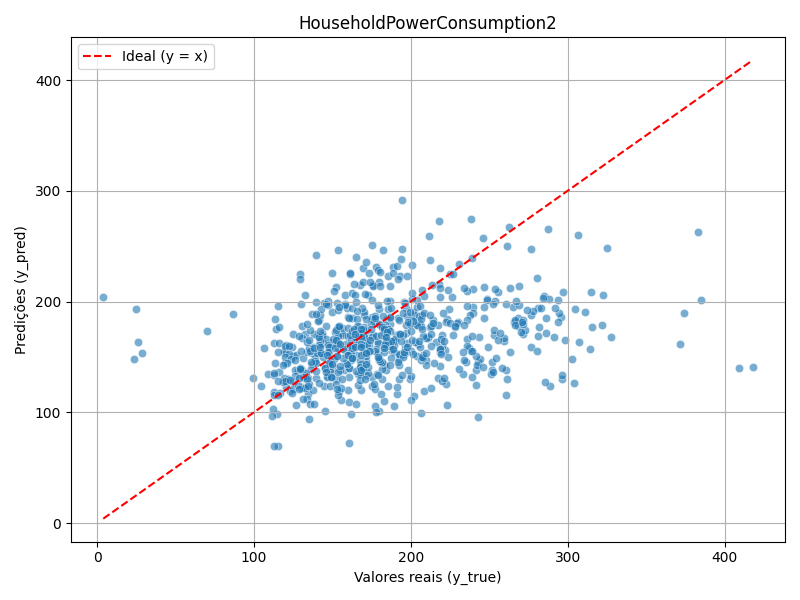 HouseholdPowerConsumption2
Ideal (y = x)
Predições (y_pred)
400
300
200
100
0
0 100 200 300 400
Valores reais (y_true)